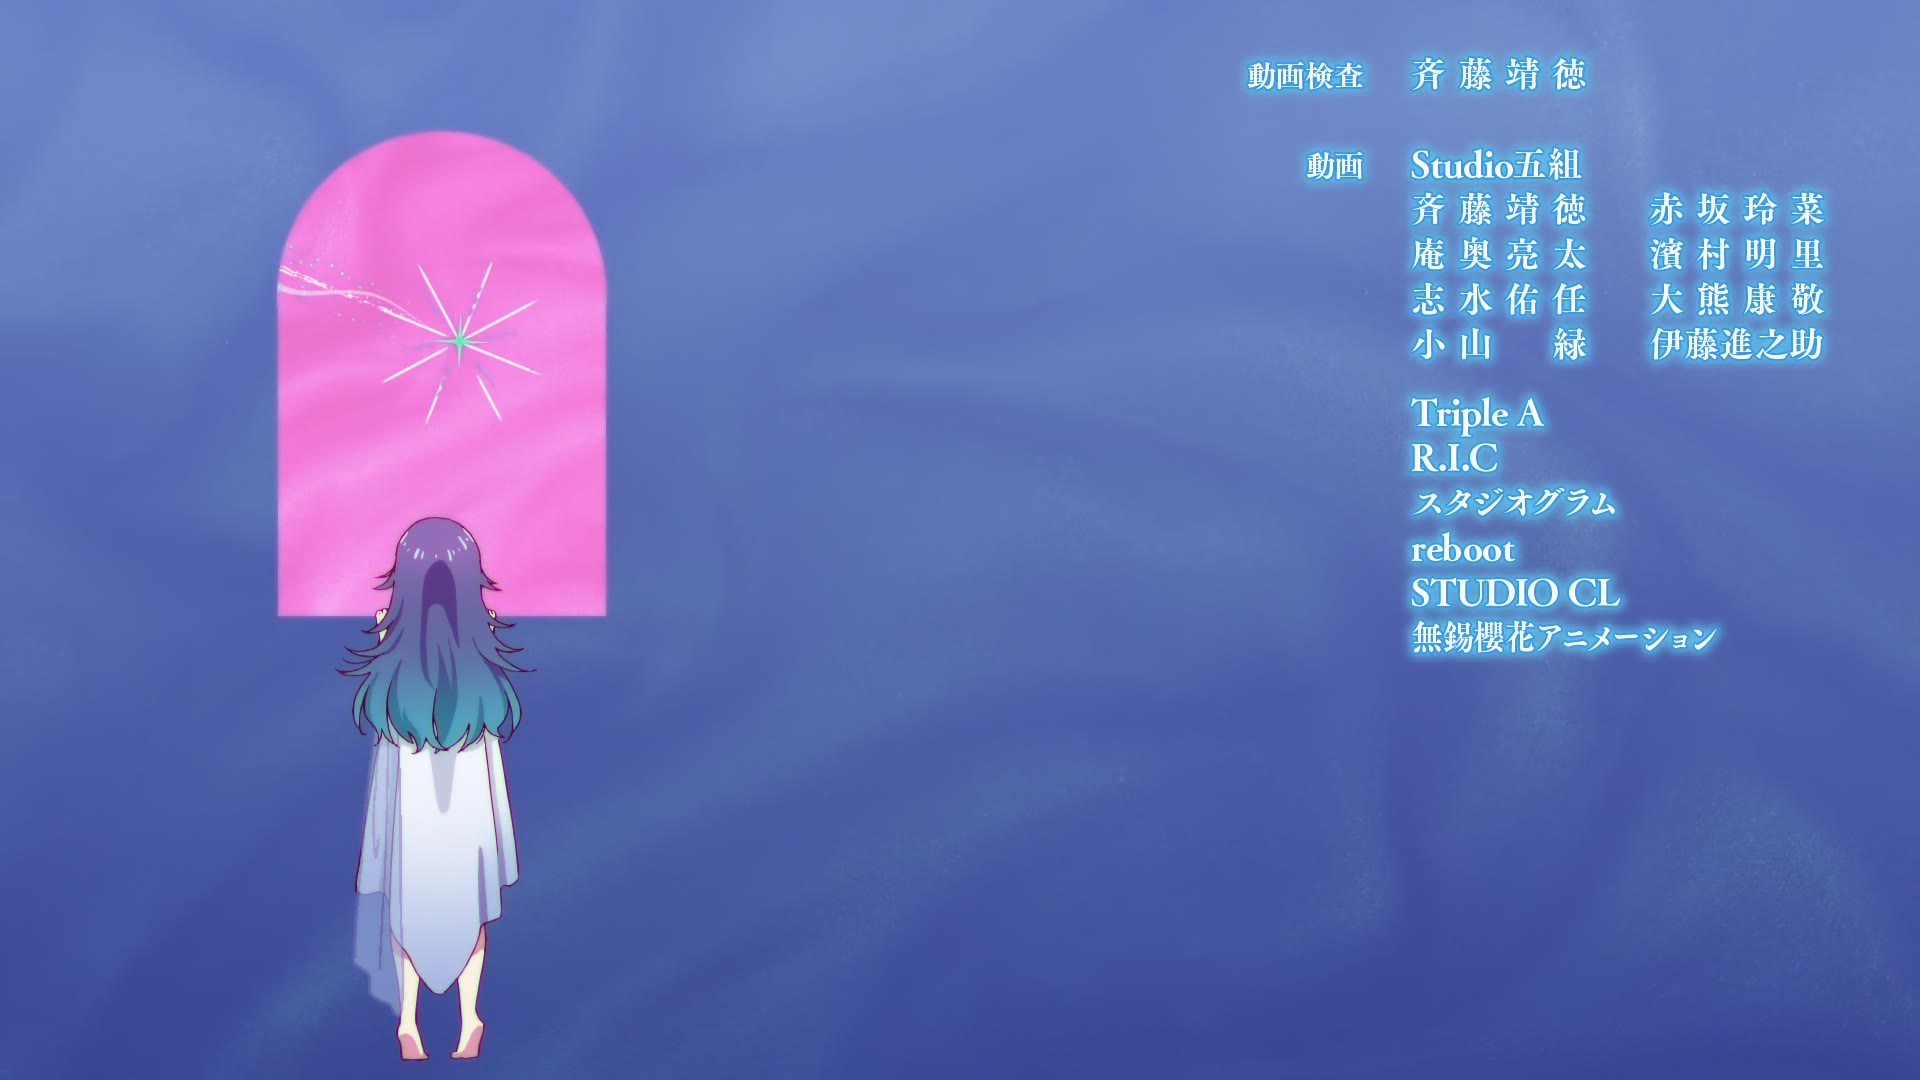 動画検査 斉藤靖徳
動画 Studio五組
斉藤靖徳 赤坂玲菜
庵奥亮太 濱村明里
志水佑任 大熊康敬
小山 緑 伊藤進之助
Triple A
R.I.C
スタジオグラム
reboot
STUDIO CL
無錫櫻花アニメーション